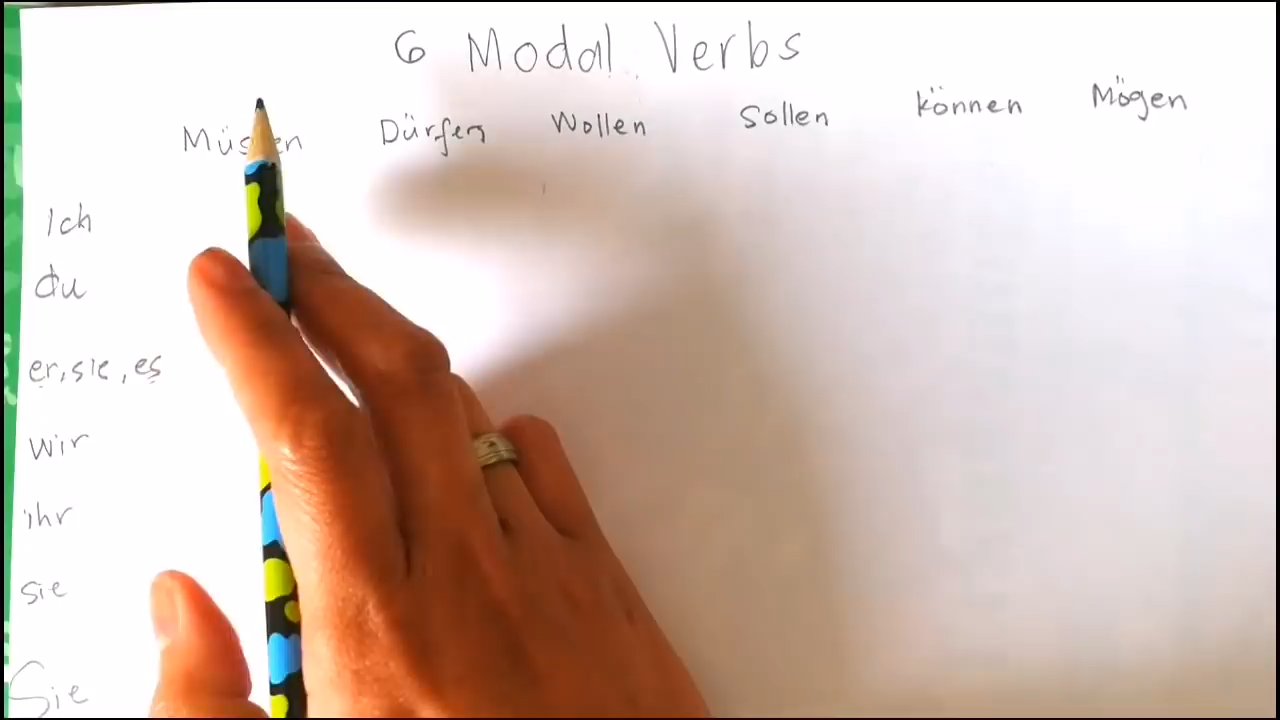 6 Modal Verbs
Dürfen Wollen Sollen können Mögen
Ich
du
er, sie, es
wir
ihr
sie
Sie